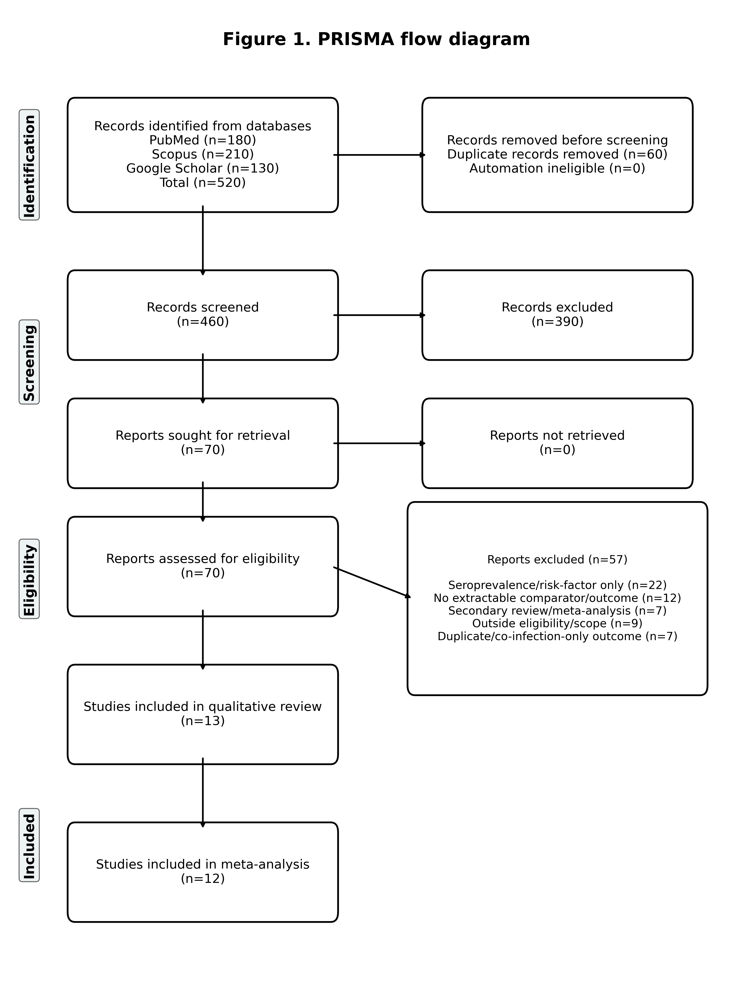 Figure 1. PRISMA flow diagram
Identification
Records identified from databases
PubMed (n=180)
Scopus (n=210)
Google Scholar (n=130)
Total (n=520)
Records removed before screening
Duplicate records removed (n=60)
Automation ineligible (n=0)
Screening
Records screened
(n=460)
Records excluded
(n=390)
Reports sought for retrieval
(n=70)
Reports not retrieved
(n=0)
Eligibility
Reports assessed for eligibility
(n=70)
Reports excluded (n=57)
Seroprevalence/risk-factor only (n=22)
No extractable comparator/outcome (n=12)
Secondary review/meta-analysis (n=7)
Outside eligibility/scope (n=9)
Duplicate/co-infection-only outcome (n=7)
Studies included in qualitative review
(n=13)
Included
Studies included in meta-analysis
(n=12)